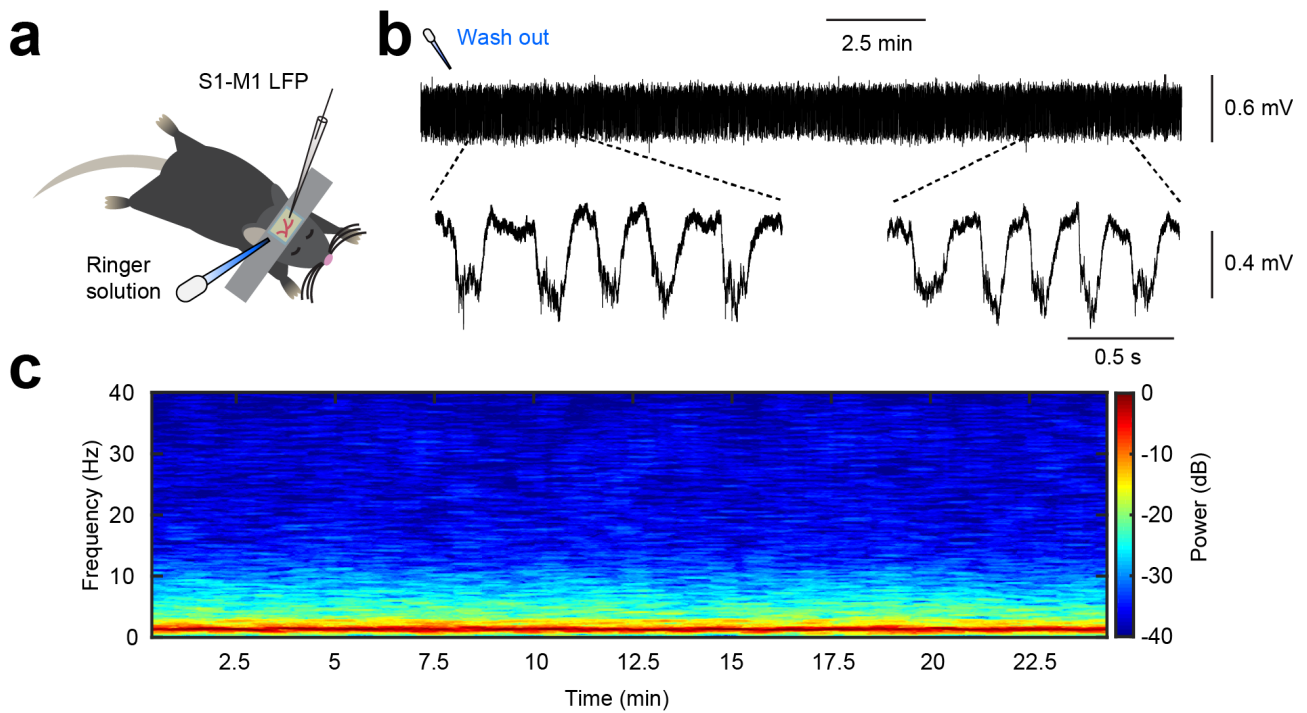 a
S1-M1 LFP
Ringer
solution
b
Wash out
2.5 min
0.6 mV
0.4 mV
0.5 s
c
40
30
20
10
0
Frequency (Hz)
2.5
5
7.5
10
12.5
15
17.5
20
22.5
Time (min)
0
-10
-20
-30
-40
Power (dB)